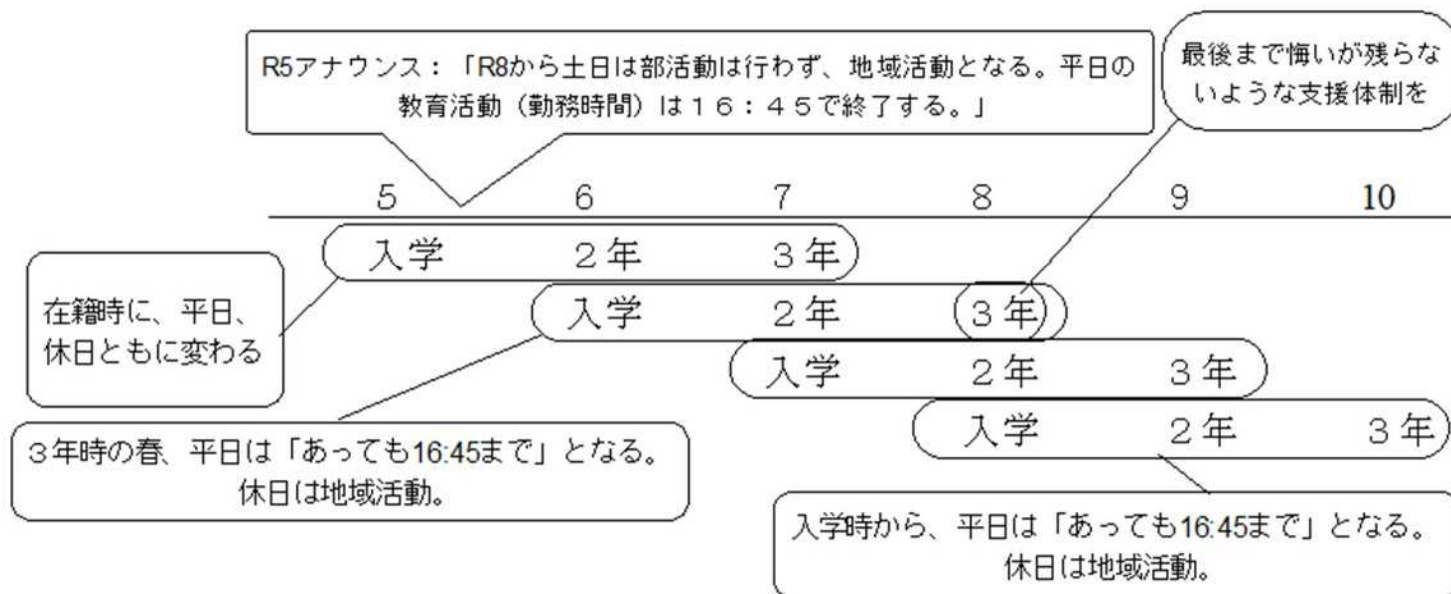 R5アナウンス：「R8から土日は部活動は行わず、地域活動となる。平日の
教育活動（勤務時間）は１６：４５で終了する。」
最後まで悔いが残らな
いような支援体制を
５ ６ ７ ８ ９ 10
入学 ２年 ３年
在籍時に、平日、
休日ともに変わる
入学 ２年 ３年
入学 ２年 ３年
入学 ２年 ３年
３年時の春、平日は「あっても16:45まで」となる。
休日は地域活動。
入学時から、平日は「あっても16:45まで」となる。
休日は地域活動。